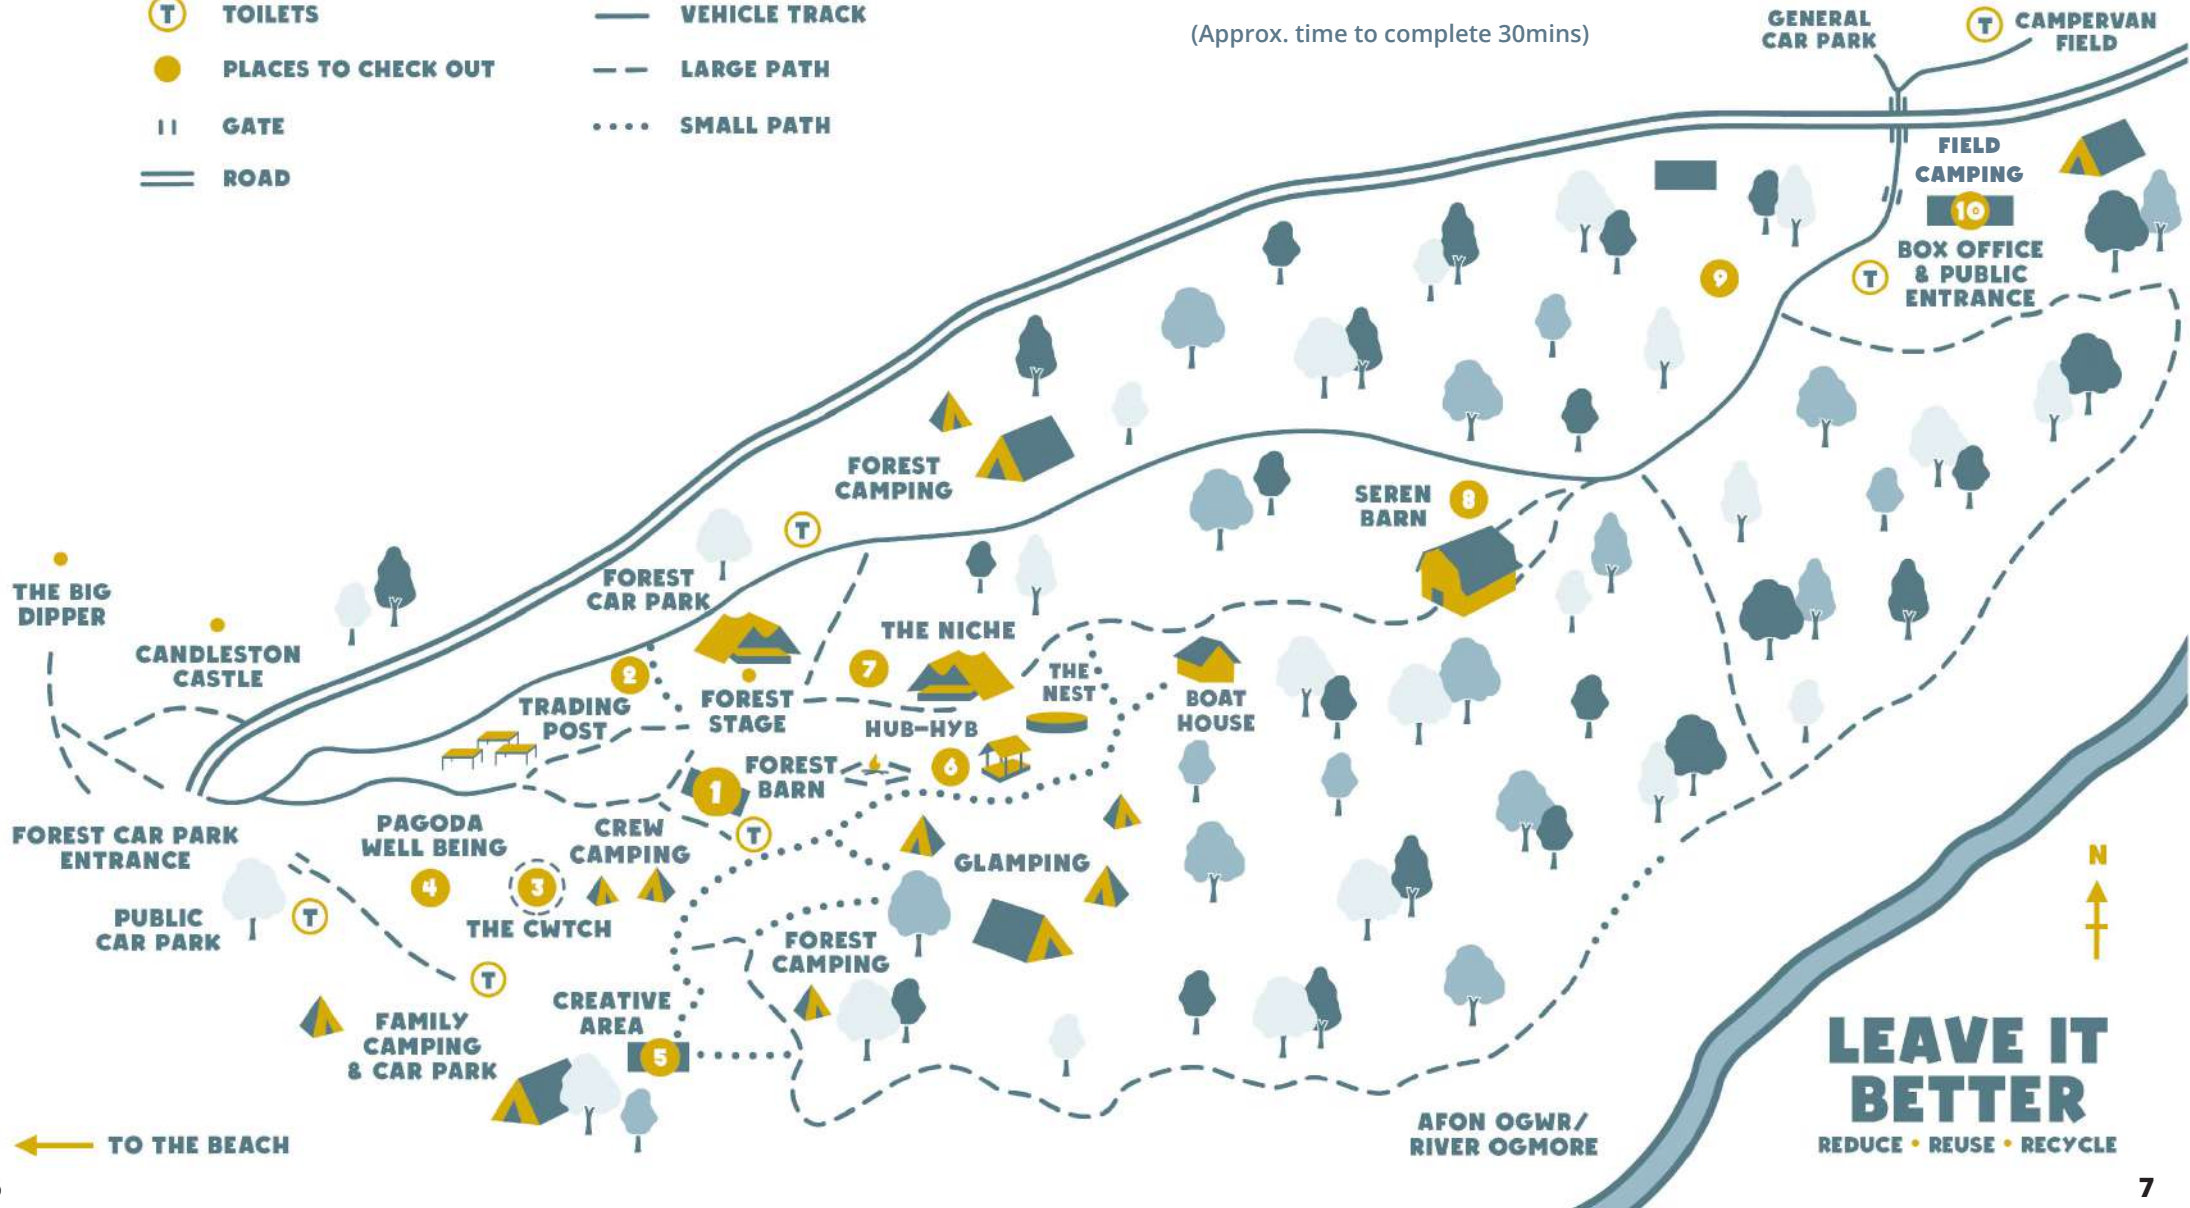 T TOILETS
PLACES TO CHECK OUT
GATE
ROAD
VEHICLE TRACK
LARGE PATH
SMALL PATH
(Approx. time to complete 30mins)
GENERAL
CAR PARK
T CAMPERVAN
FIELD
FIELD
CAMPING
10
BOX OFFICE
& PUBLIC
ENTRANCE
T
9
FOREST
CAMPING
T
SEREN
BARN
8
THE BIG
DIPPER
CANDLESTON
CASTLE
FOREST
CAR PARK
2
TRADING
POST
FOREST
STAGE
7
THE NICHE
THE
NEST
BOAT
HOUSE
HUB-HYB
6
FOREST
BARN
1
T
FOREST CAR PARK
ENTRANCE
PAGODA
WELL BEING
4
3
THE CWTCH
CREW
CAMPING
GLAMPING
PUBLIC
CAR PARK
T
T
FOREST
CAMPING
CREATIVE
AREA
5
FAMILY
CAMPING
& CAR PARK
TO THE BEACH
AFON OGWR/
RIVER OGMORE
N
LEAVE IT
BETTER
REDUCE • REUSE • RECYCLE
7